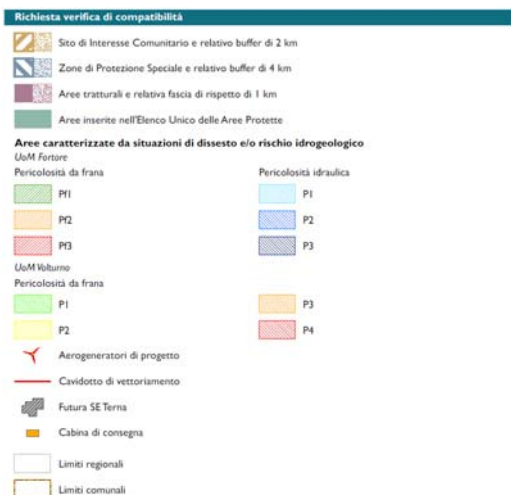 Richiesta verifica di compatibilità
Sito di Interesse Comunitario e relativo buffer di 2 km
Zone di Protezione Speciale e relativo buffer di 4 km
Aree tratturali e relativa fascia di rispetto di 1 km
Aree inserite nell'Elenco Unico delle Aree Protette
Aree caratterizzate da situazioni di dissesto e/o rischio idrogeologico
UoM Fortore
Pericolosità da frana
Pericolosità idraulica
Pf1
P1
Pf2
P2
Pf3
P3
UoM Volturno
Pericolosità da frana
P1
P3
P2
P4
Aerogeneratori di progetto
Cavidotto di vettoriamento
Futura SE Terna
Cabina di consegna
Limiti regionali
Limiti comunali